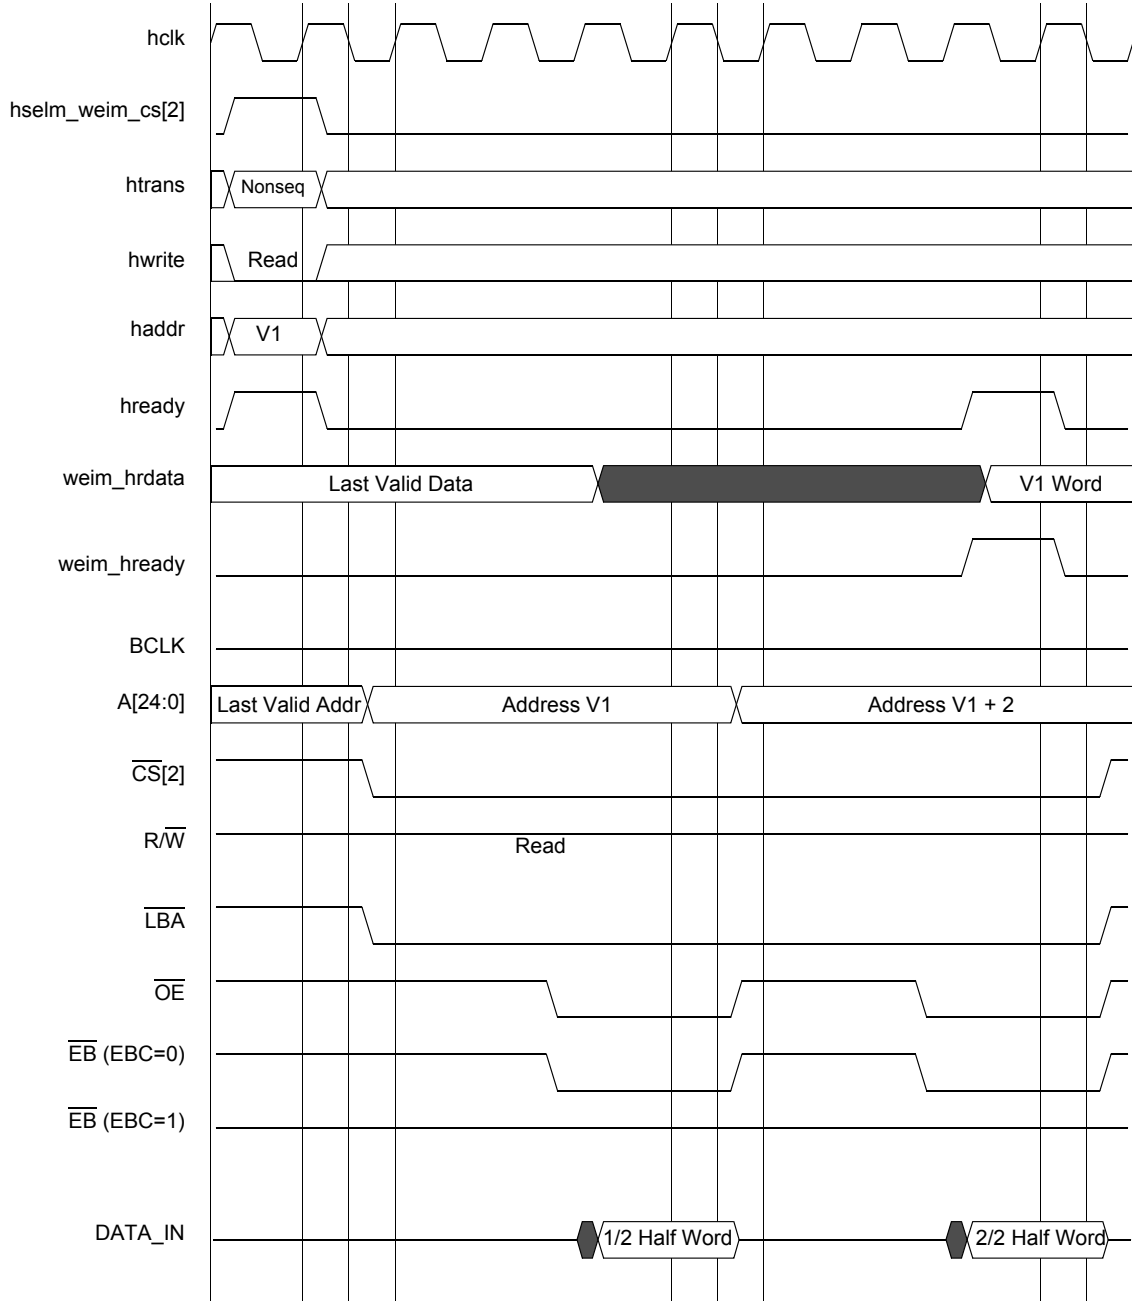 hclk
hselm_weim_cs[2]
htrans Nonseq
hwrite Read
haddr V1
hready
weim_hrdata Last Valid Data V1 Word
weim_hready
BCLK
A[24:0] Last Valid Addr Address V1 Address V1 + 2
CS[2]
R/W
Read
LBA
OE
EB (EBC=0)
EB (EBC=1)
DATA_IN 1/2 Half Word 2/2 Half Word